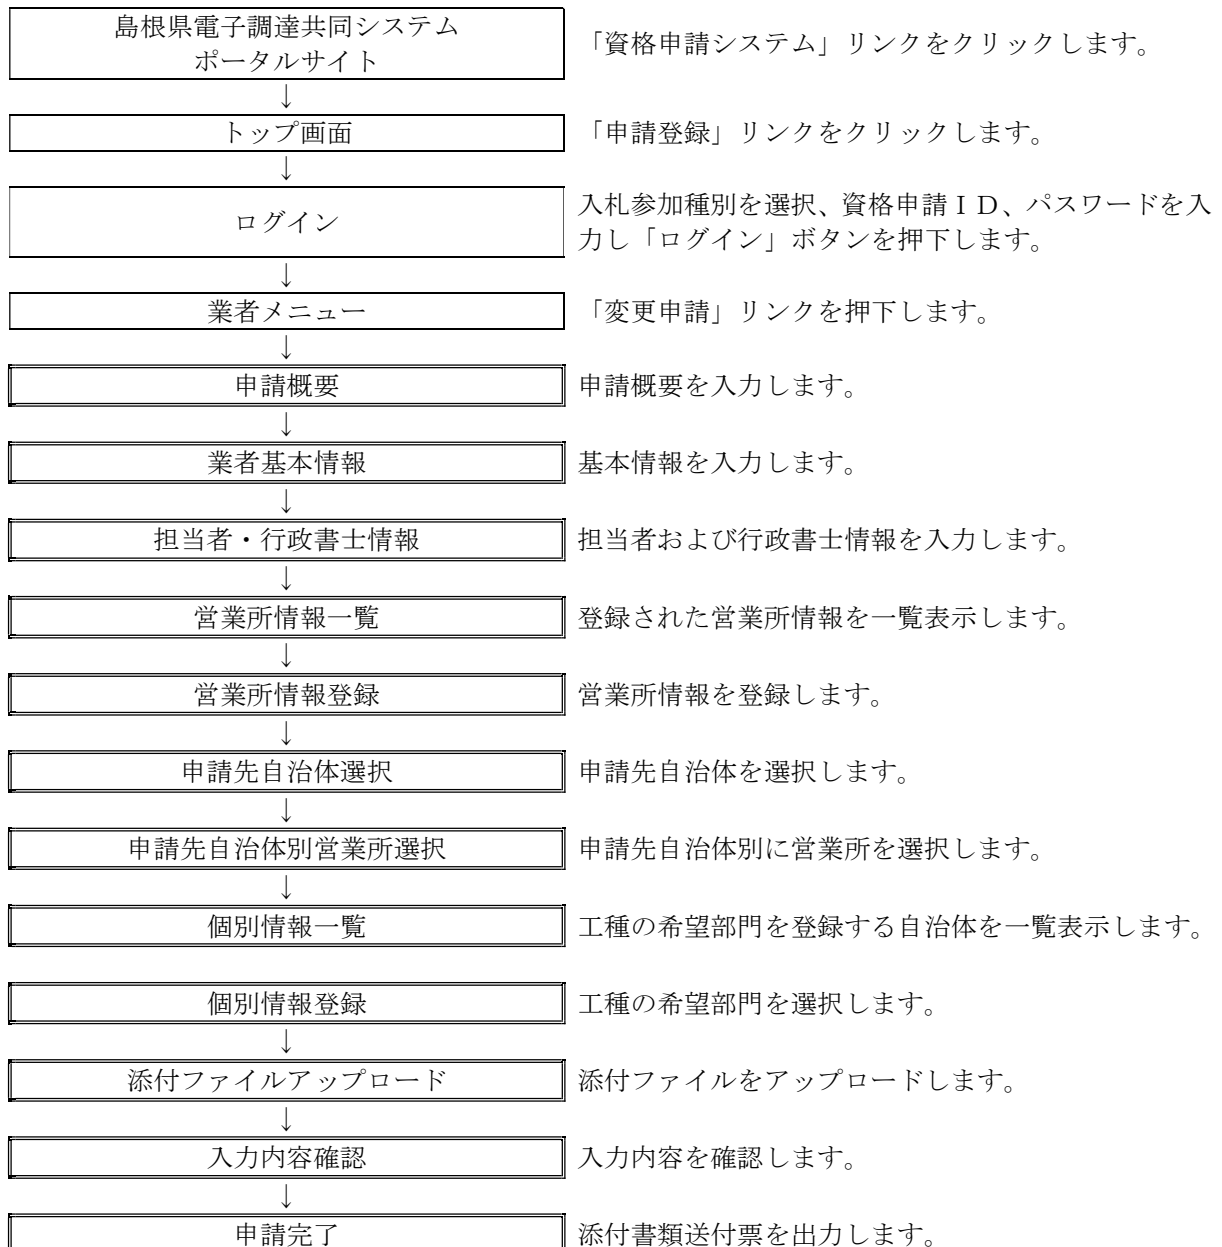 島根県電子調達共同システム
ポータルサイト
「資格申請システム」リンクをクリックします。
↓
トップ画面
「申請登録」リンクをクリックします。
↓
ログイン
入札参加種別を選択、資格申請ＩＤ、パスワードを入
力し「ログイン」ボタンを押下します。
↓
業者メニュー
「変更申請」リンクを押下します。
↓
申請概要
申請概要を入力します。
↓
業者基本情報
基本情報を入力します。
↓
担当者・行政書士情報
担当者および行政書士情報を入力します。
↓
営業所情報一覧
登録された営業所情報を一覧表示します。
↓
営業所情報登録
営業所情報を登録します。
↓
申請先自治体選択
申請先自治体を選択します。
↓
申請先自治体別営業所選択
申請先自治体別に営業所を選択します。
↓
個別情報一覧
工種の希望部門を登録する自治体を一覧表示します。
個別情報登録
工種の希望部門を選択します。
↓
添付ファイルアップロード
添付ファイルをアップロードします。
↓
入力内容確認
入力内容を確認します。
↓
申請完了
添付書類送付票を出力します。